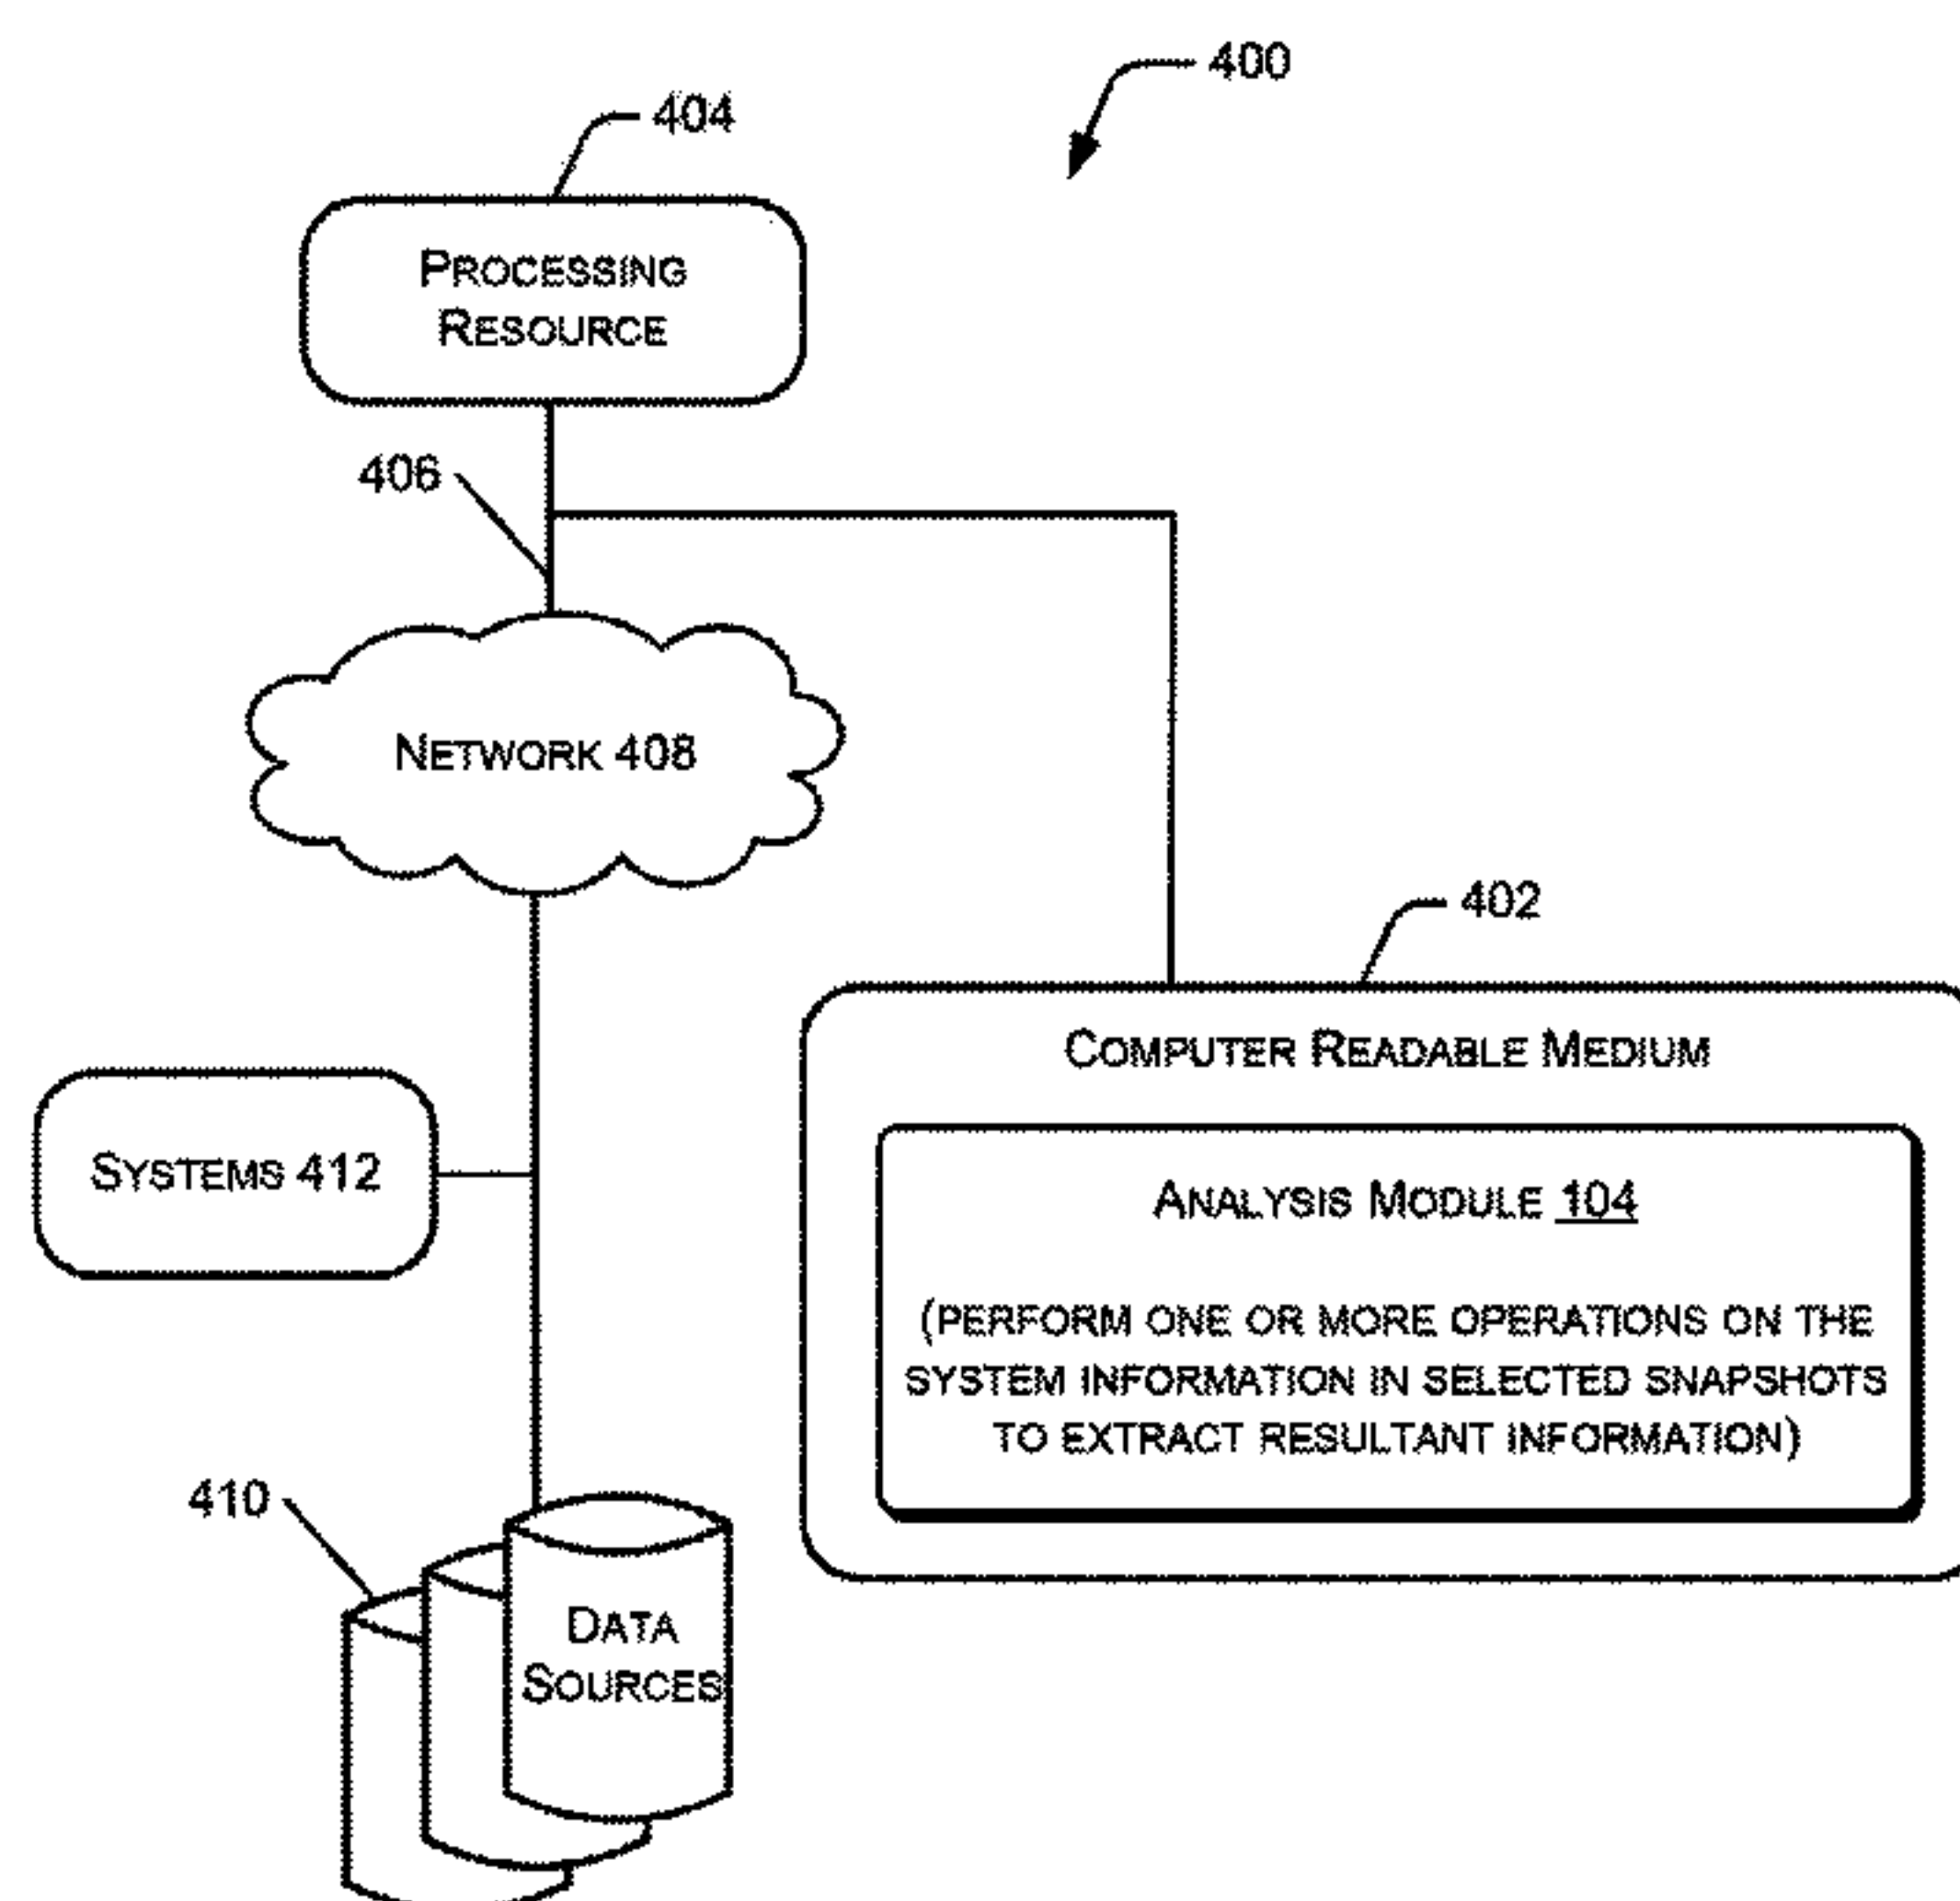 400
404
PROCESSING
RESOURCE
406
NETWORK 408
402
COMPUTER READABLE MEDIUM
SYSTEMS 412
ANALYSIS MODULE 104
(PERFORM ONE OR MORE OPERATIONS ON THE
SYSTEM INFORMATION IN SELECTED SNAPSHOTS
TO EXTRACT RESULTANT INFORMATION)
410
DATA
SOURCES